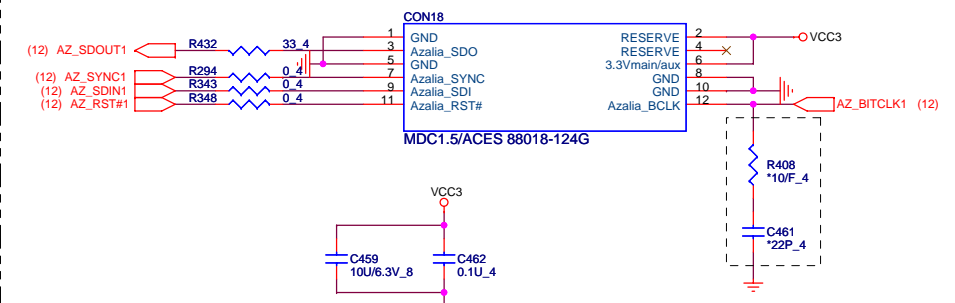 CON18
1 GND RESERVE 2 VCC3
(12) AZ_SDOUT1 R432 33_4 3 Azalia_SDO RESERVE 4
5 GND 3.3Vmain/aux 6
(12) AZ_SYNC1 R294 0_4 7 Azalia_SYNC GND 8
(12) AZ_SDIN1 R343 0_4 9 Azalia_SDI GND 10
(12) AZ_RST#1 R348 0_4 11 Azalia_RST# Azalia_BCLK 12 AZ_BITCLK1 (12)
MDC1.5/ACES 88018-124G
R408
*10/F_4
VCC3
C461
*22P_4
C459 C462
10U/6.3V_8 0.1U_4